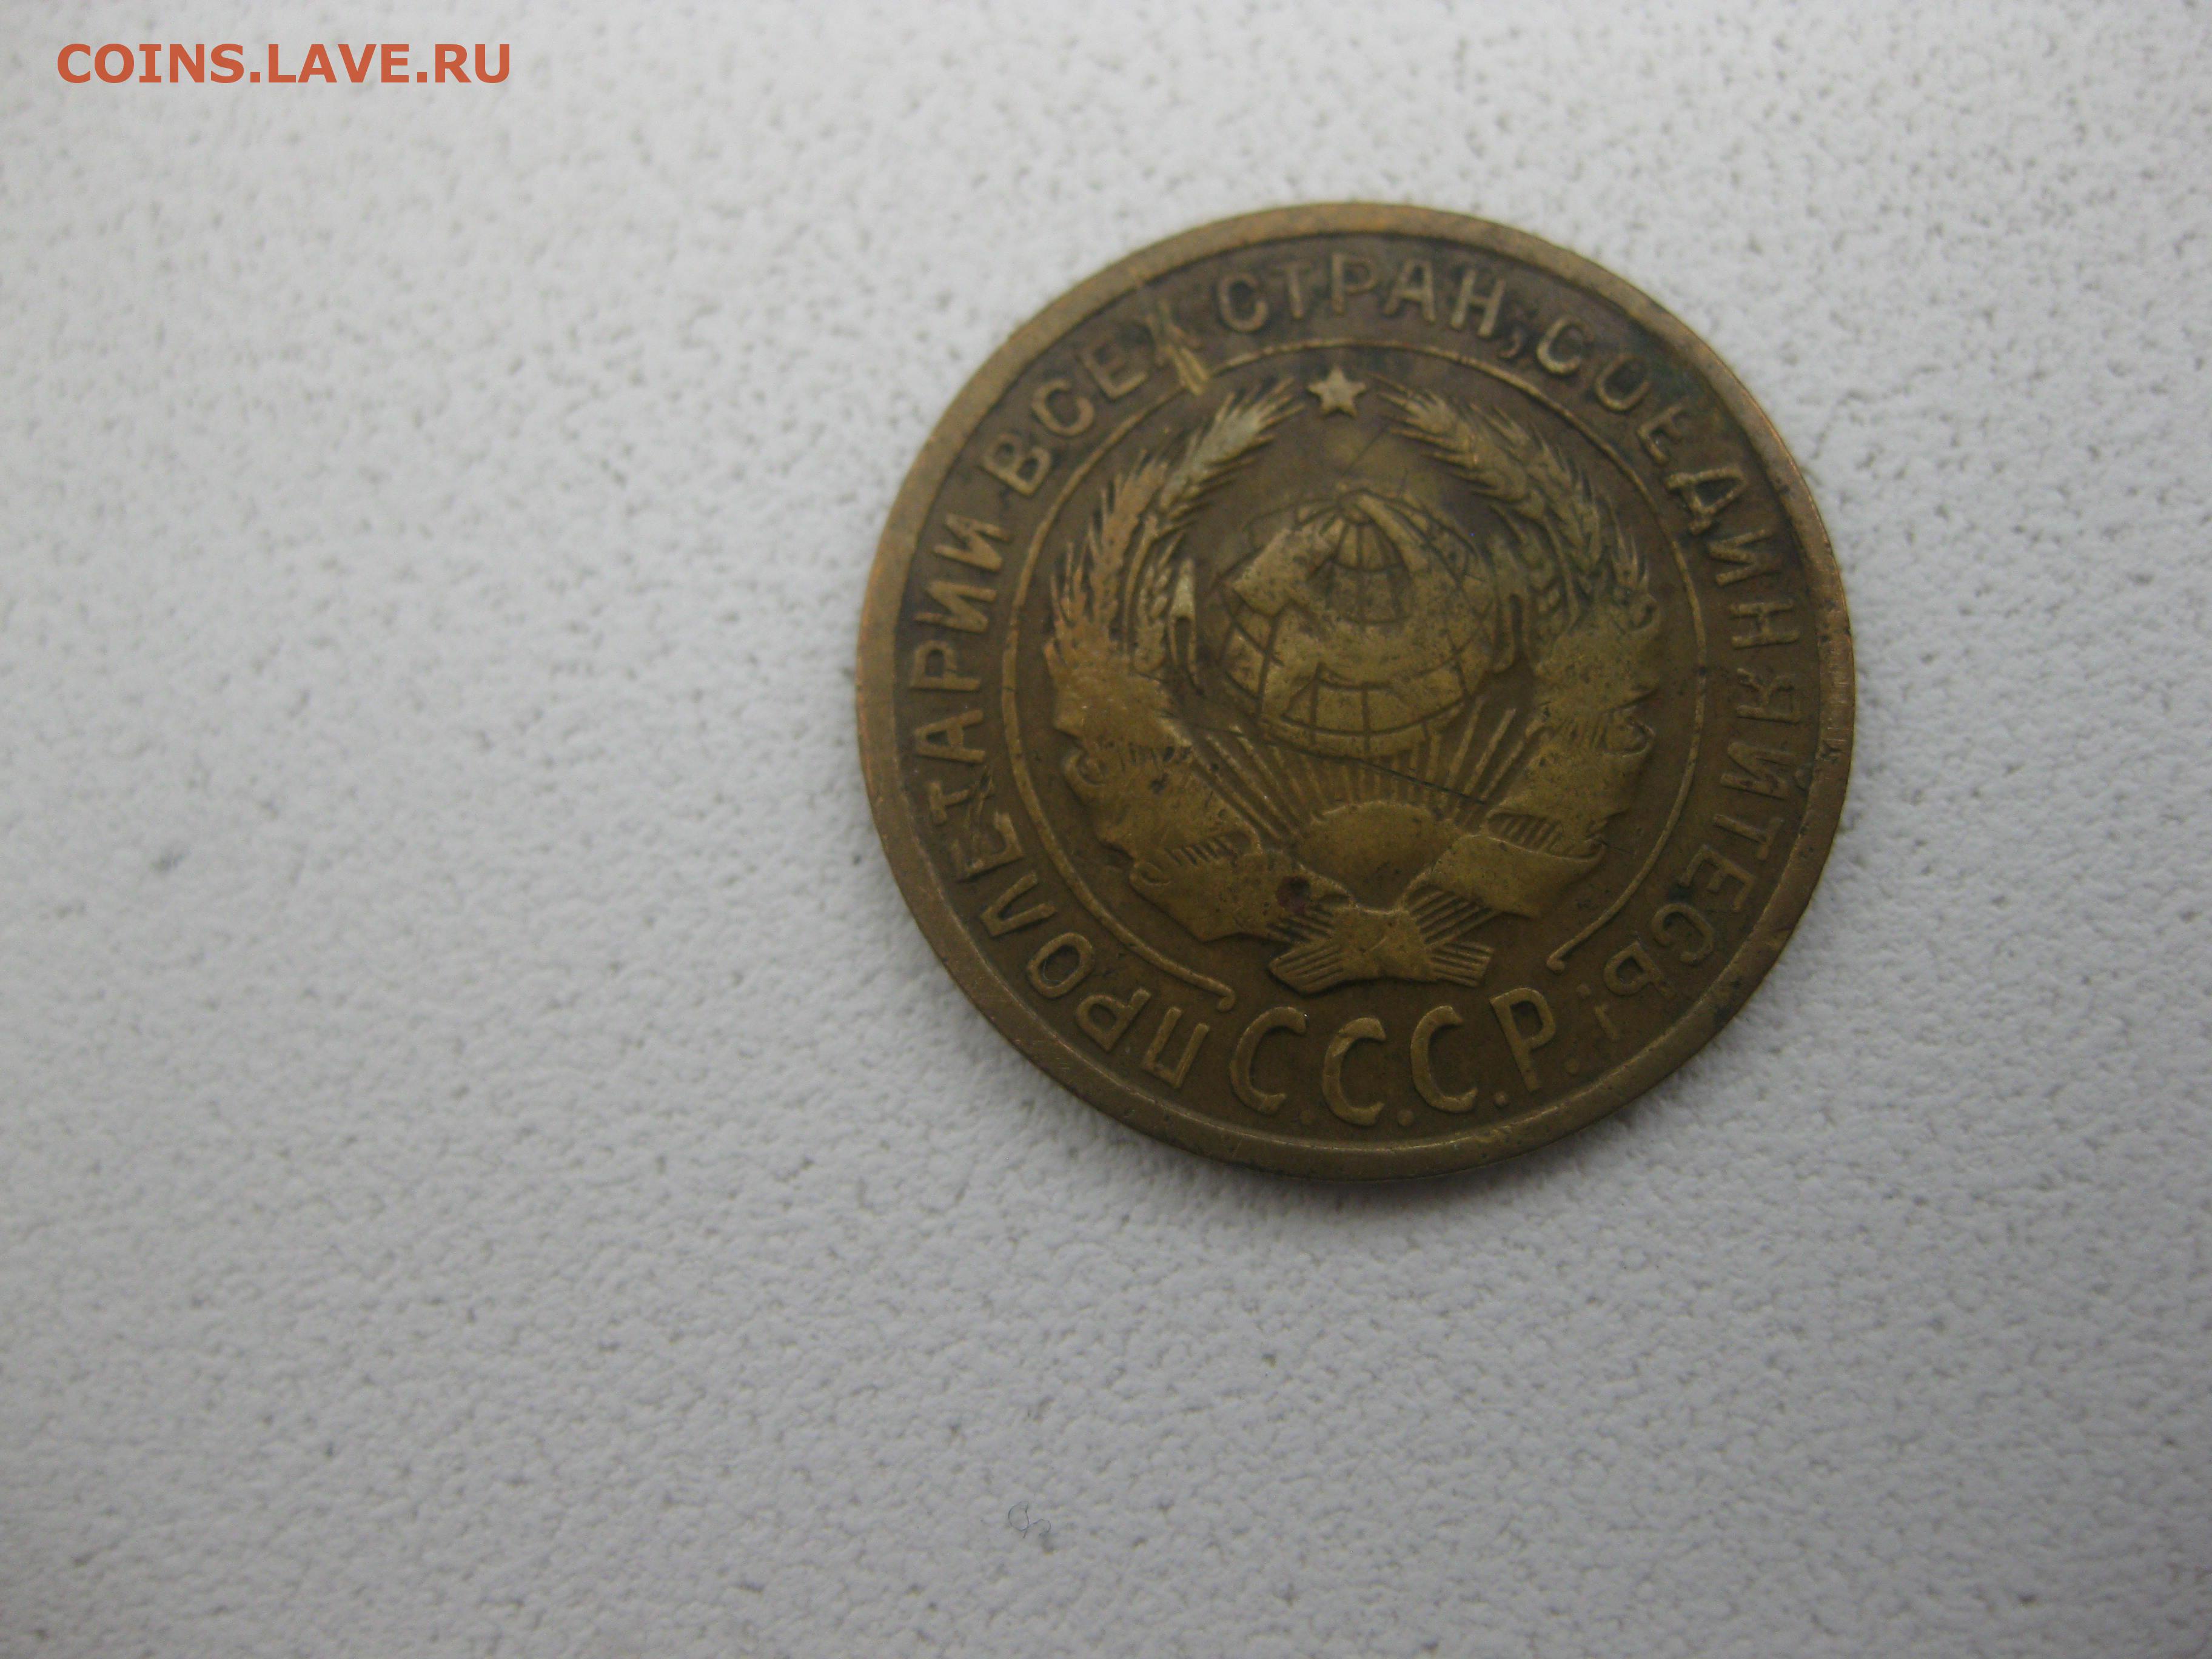 COINS.LAVE.RU
ПРОЛЕТАРИИ ВСЕХ СТРАН, СОЕДИНЯЙТЕСЬ!
С.С.С.Р.